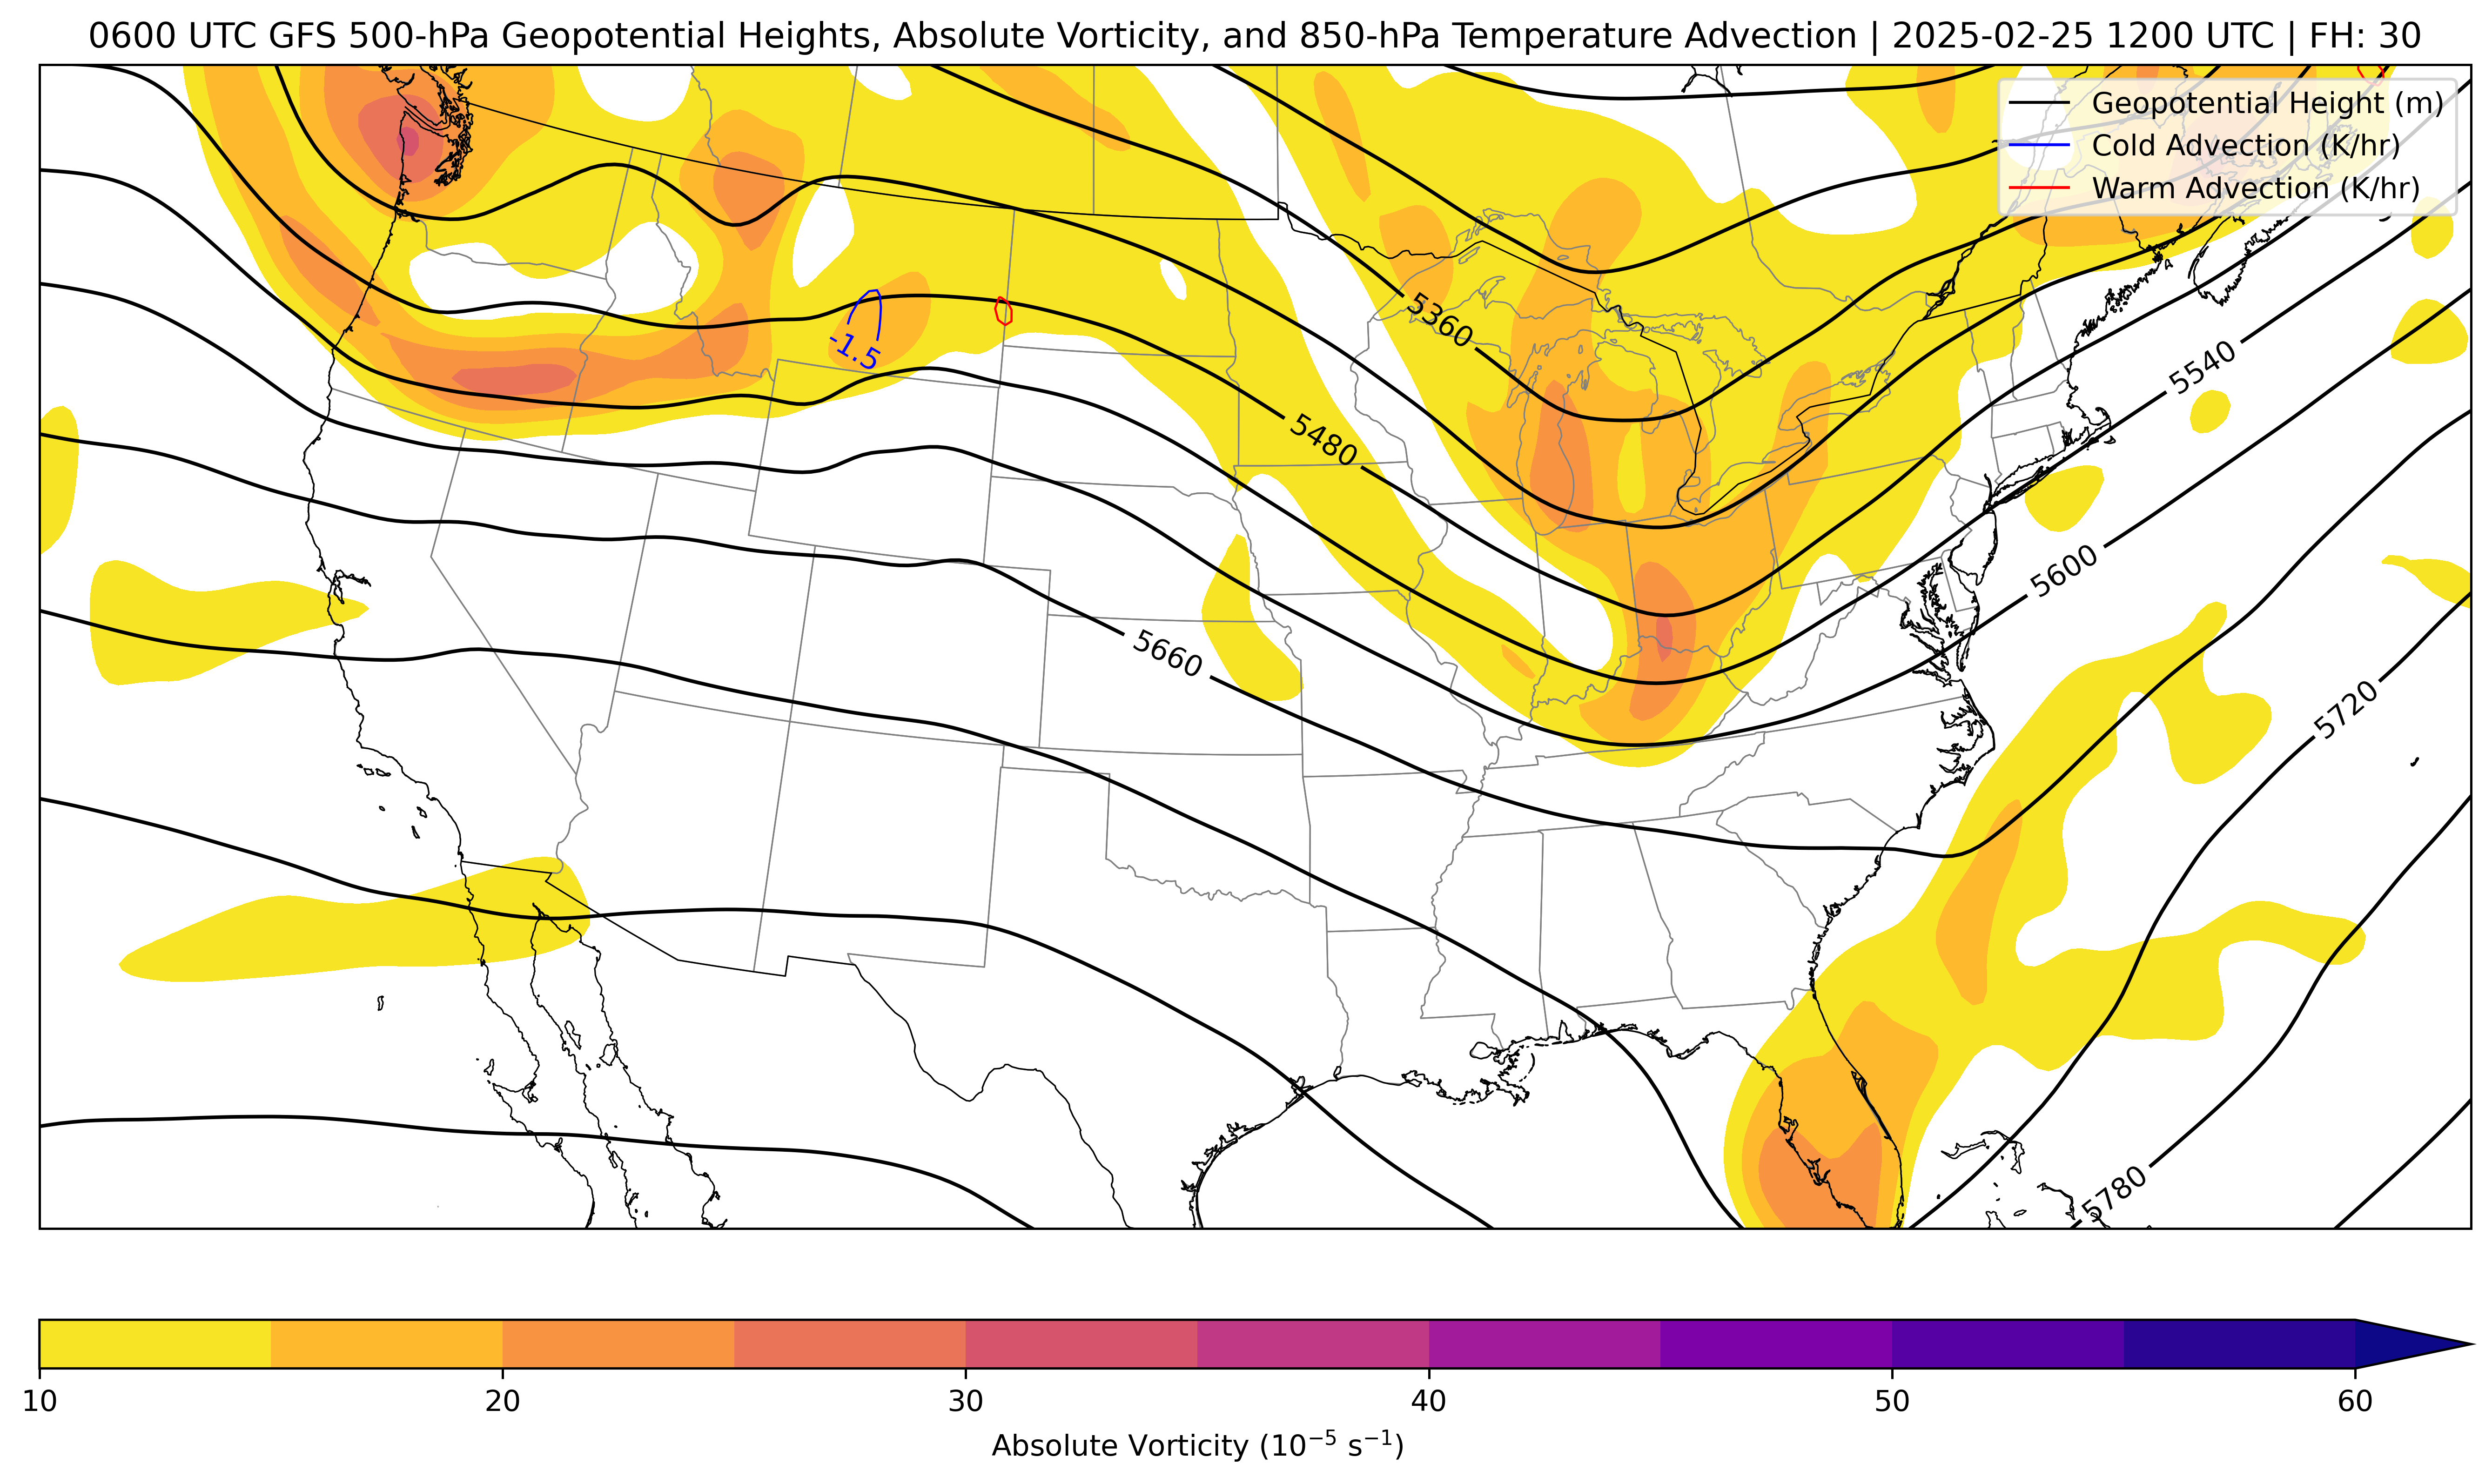 0600 UTC GFS 500-hPa Geopotential Heights, Absolute Vorticity, and 850-hPa Temperature Advection | 2025-02-25 1200 UTC | FH: 30
Geopotential Height (m)
Cold Advection (K/hr)
Warm Advection (K/hr)
5360
-1.5
5540
5480
5600
5660
5720
5780
10 20 30 40 50 60
Absolute Vorticity (10⁻⁵ s⁻¹)